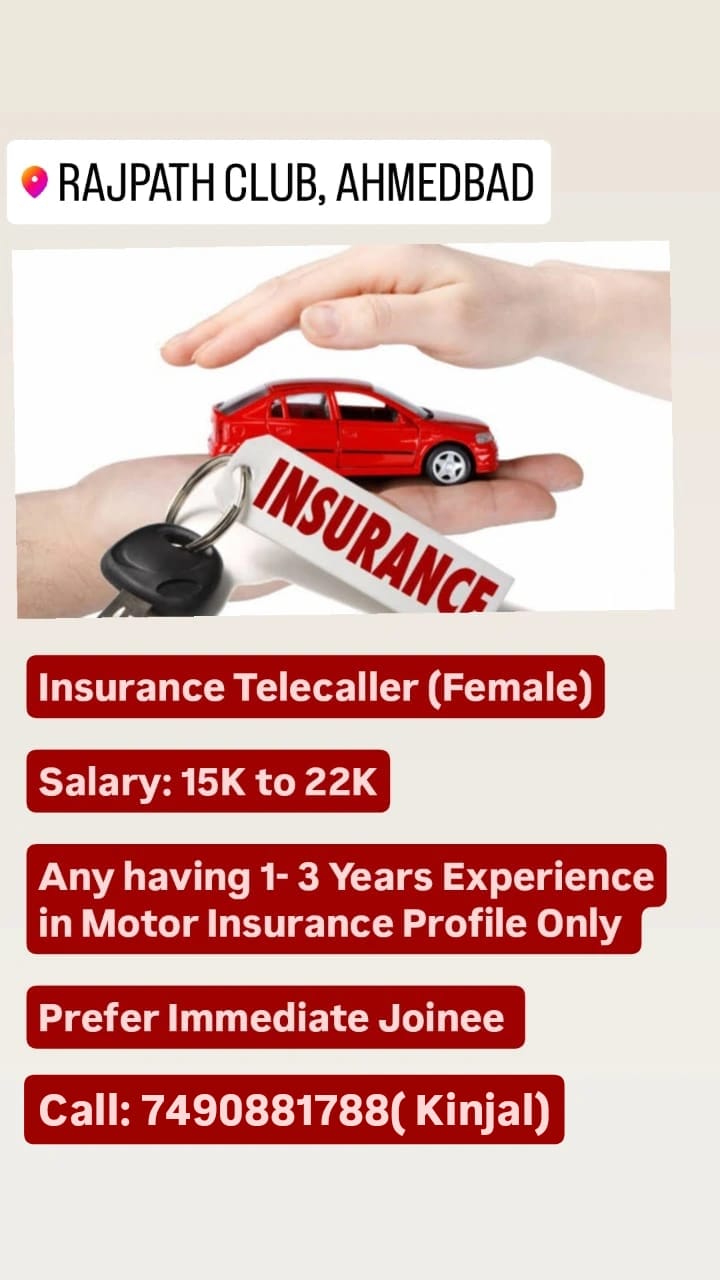 RAJPATH CLUB, AHMEDBAD
INSURANCE
Insurance Telecaller (Female)
Salary: 15K to 22K
Any having 1- 3 Years Experience
in Motor Insurance Profile Only
Prefer Immediate Joinee
Call: 7490881788( Kinjal)